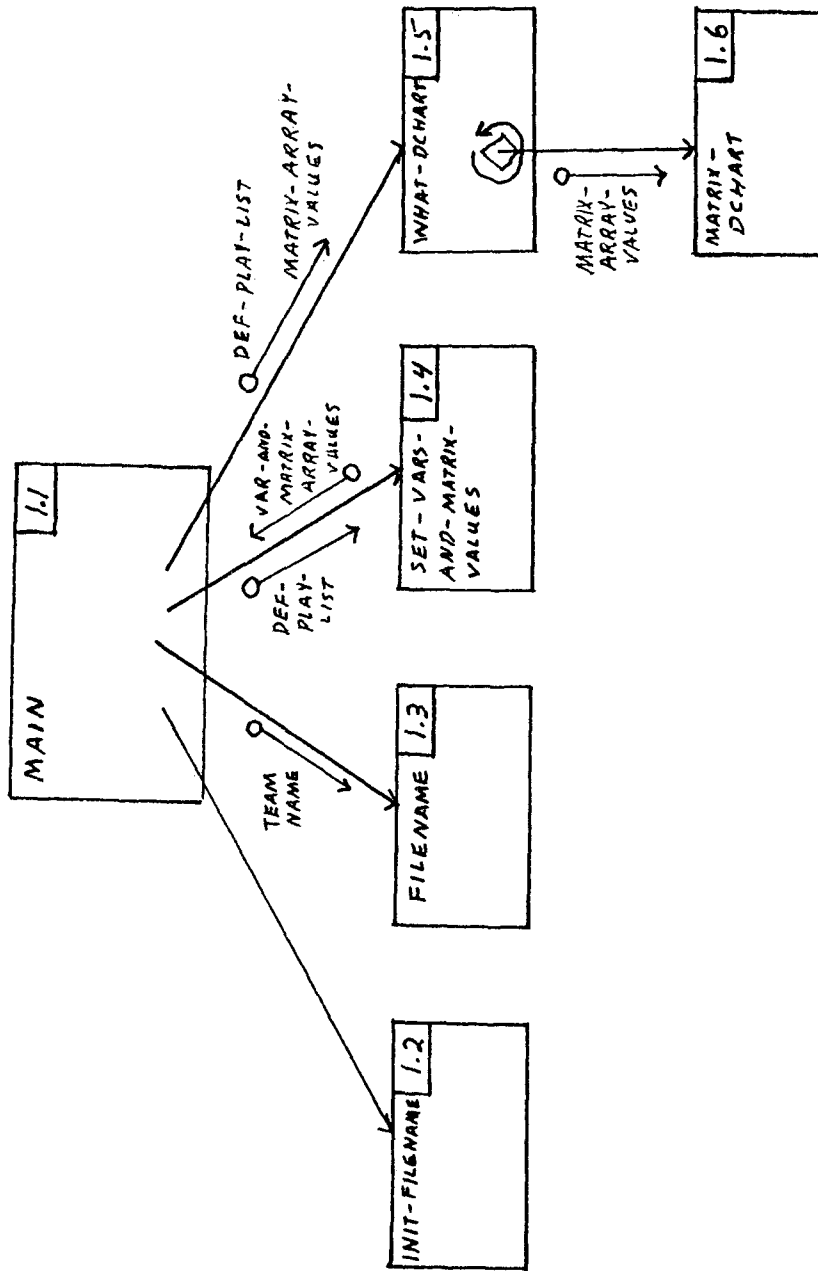 MAIN
1.1
TEAM
NAME
DEF-
PLAY-
LIST
VAR-AND-
MATRIX-
ARRAY-
VALUES
DEF-PLAY-LIST
MATRIX-ARRAY-
VALUES
INIT-FILENAME
1.2
FILENAME
1.3
SET-VARS-
AND-MATRIX-
VALUES
1.4
WHAT-DCHART
1.5
MATRIX-
ARRAY-
VALUES
MATRIX-
DCHART
1.6